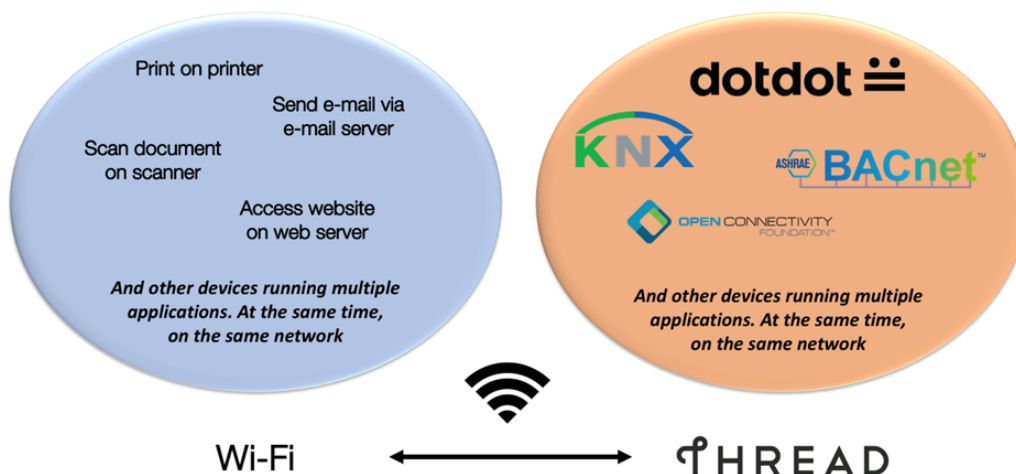 Print on printer
Send e-mail via
e-mail server
Scan document
on scanner
Access website
on web server
And other devices running multiple
applications. At the same time,
on the same network
dotdot
KNX
ASHRAE BACnet™
OPEN CONNECTIVITY
FOUNDATION™
And other devices running multiple
applications. At the same time,
on the same network
Wi-Fi
THREAD